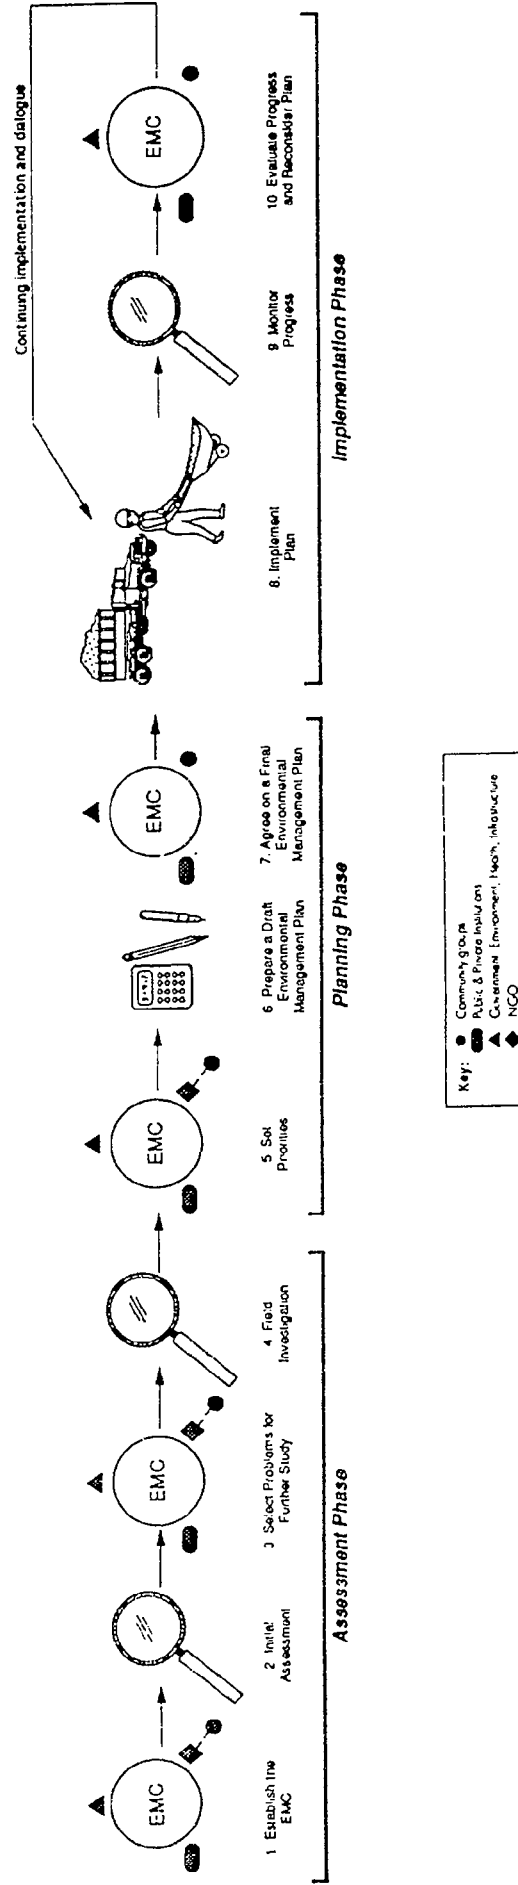 Continuing implementation and dialogue
EMC
EMC
EMC
EMC
EMC
1 Establish the
EMC
2 Initial
Assessment
3 Select Problems for
Further Study
4 Field
Investigation
5 Set
Priorities
6 Prepare a Draft
Environmental
Management Plan
7. Agree on a Final
Environmental
Management Plan
8. Implement
Plan
9 Monitor
Progress
10 Evaluate Progress
and Reconsider Plan
Assessment Phase
Planning Phase
Implementation Phase
Key:
Community groups
Public & Private Institutions
Government Environment, Health, Infrastructure
NGO